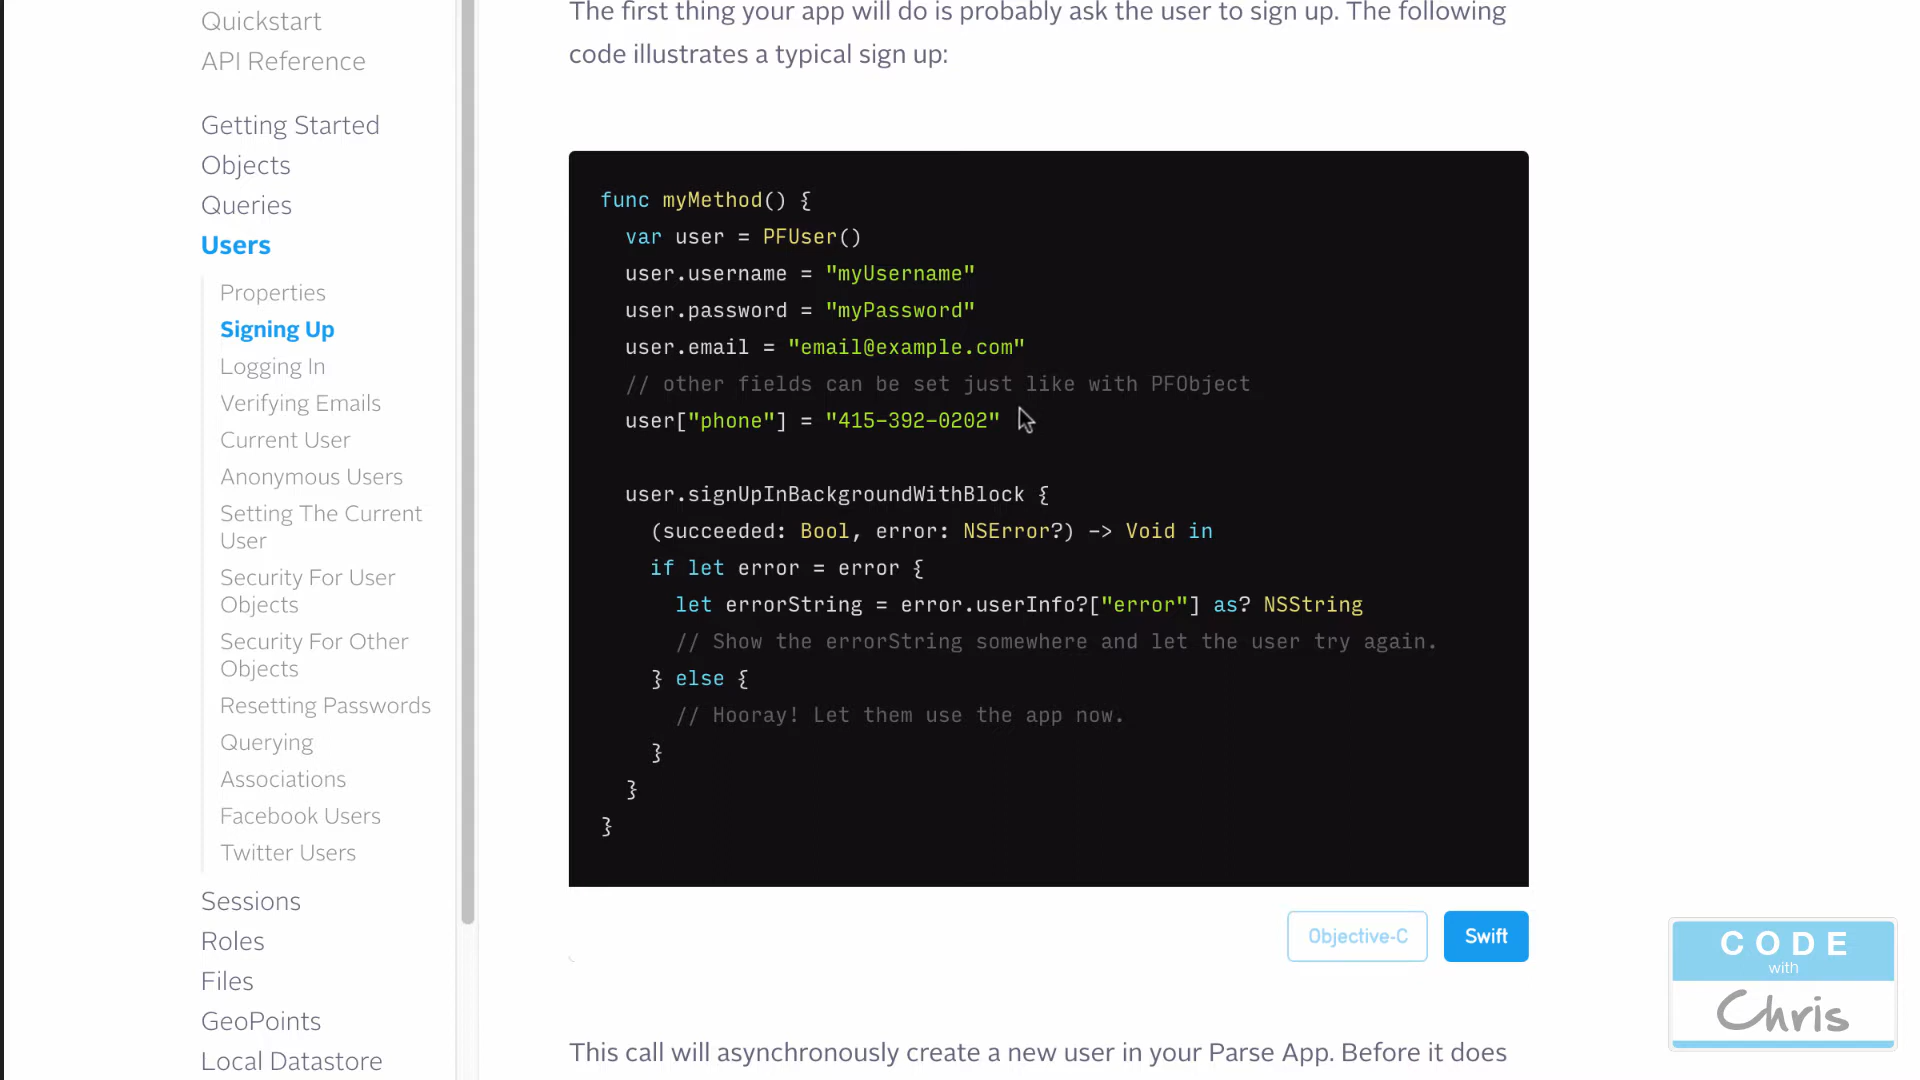 Quickstart
API Reference
Getting Started
Objects
Queries
Users
Properties
Signing Up
Logging In
Verifying Emails
Current User
Anonymous Users
Setting The Current
User
Security For User
Objects
Security For Other
Objects
Resetting Passwords
Querying
Associations
Facebook Users
Twitter Users
Sessions
Roles
Files
GeoPoints
Local Datastore
The first thing your app will do is probably ask the user to sign up. The following
code illustrates a typical sign up:
func myMethod() {
  var user = PFUser()
  user.username = "myUsername"
  user.password = "myPassword"
  user.email = "email@example.com"
  // other fields can be set just like with PFObject
  user["phone"] = "415-392-0202"
  user.signUpInBackgroundWithBlock {
    (succeeded: Bool, error: NSError?) -> Void in
    if let error = error {
      let errorString = error.userInfo?["error"] as? NSString
      // Show the errorString somewhere and let the user try again.
    } else {
      // Hooray! Let them use the app now.
    }
  }
}
Objective-C
Swift
This call will asynchronously create a new user in your Parse App. Before it does
CODE
with
Chris